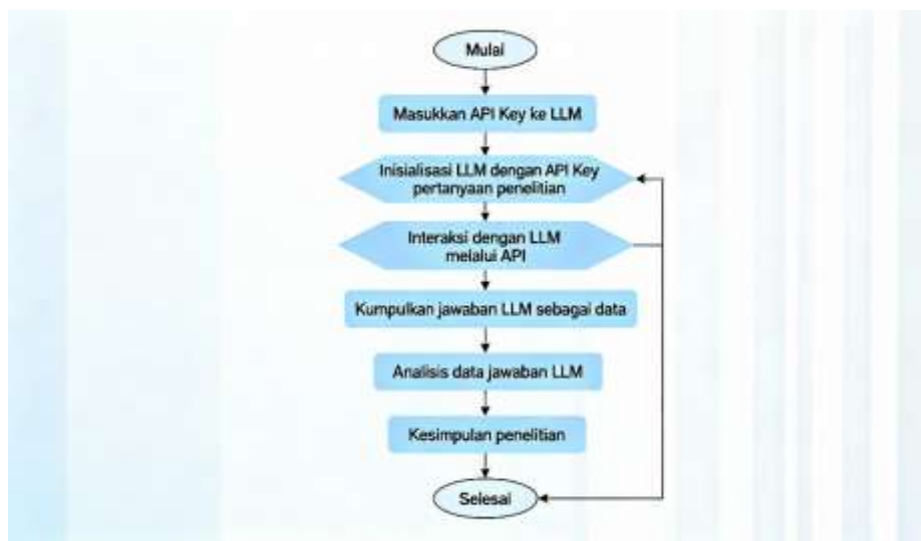 Mulai
Masukkan API Key ke LLM
Inisialisasi LLM dengan API Key
pertanyaan penelitian
Interaksi dengan LLM
melalui API
Kumpulkan jawaban LLM sebagai data
Analisis data jawaban LLM
Kesimpulan penelitian
Selesai